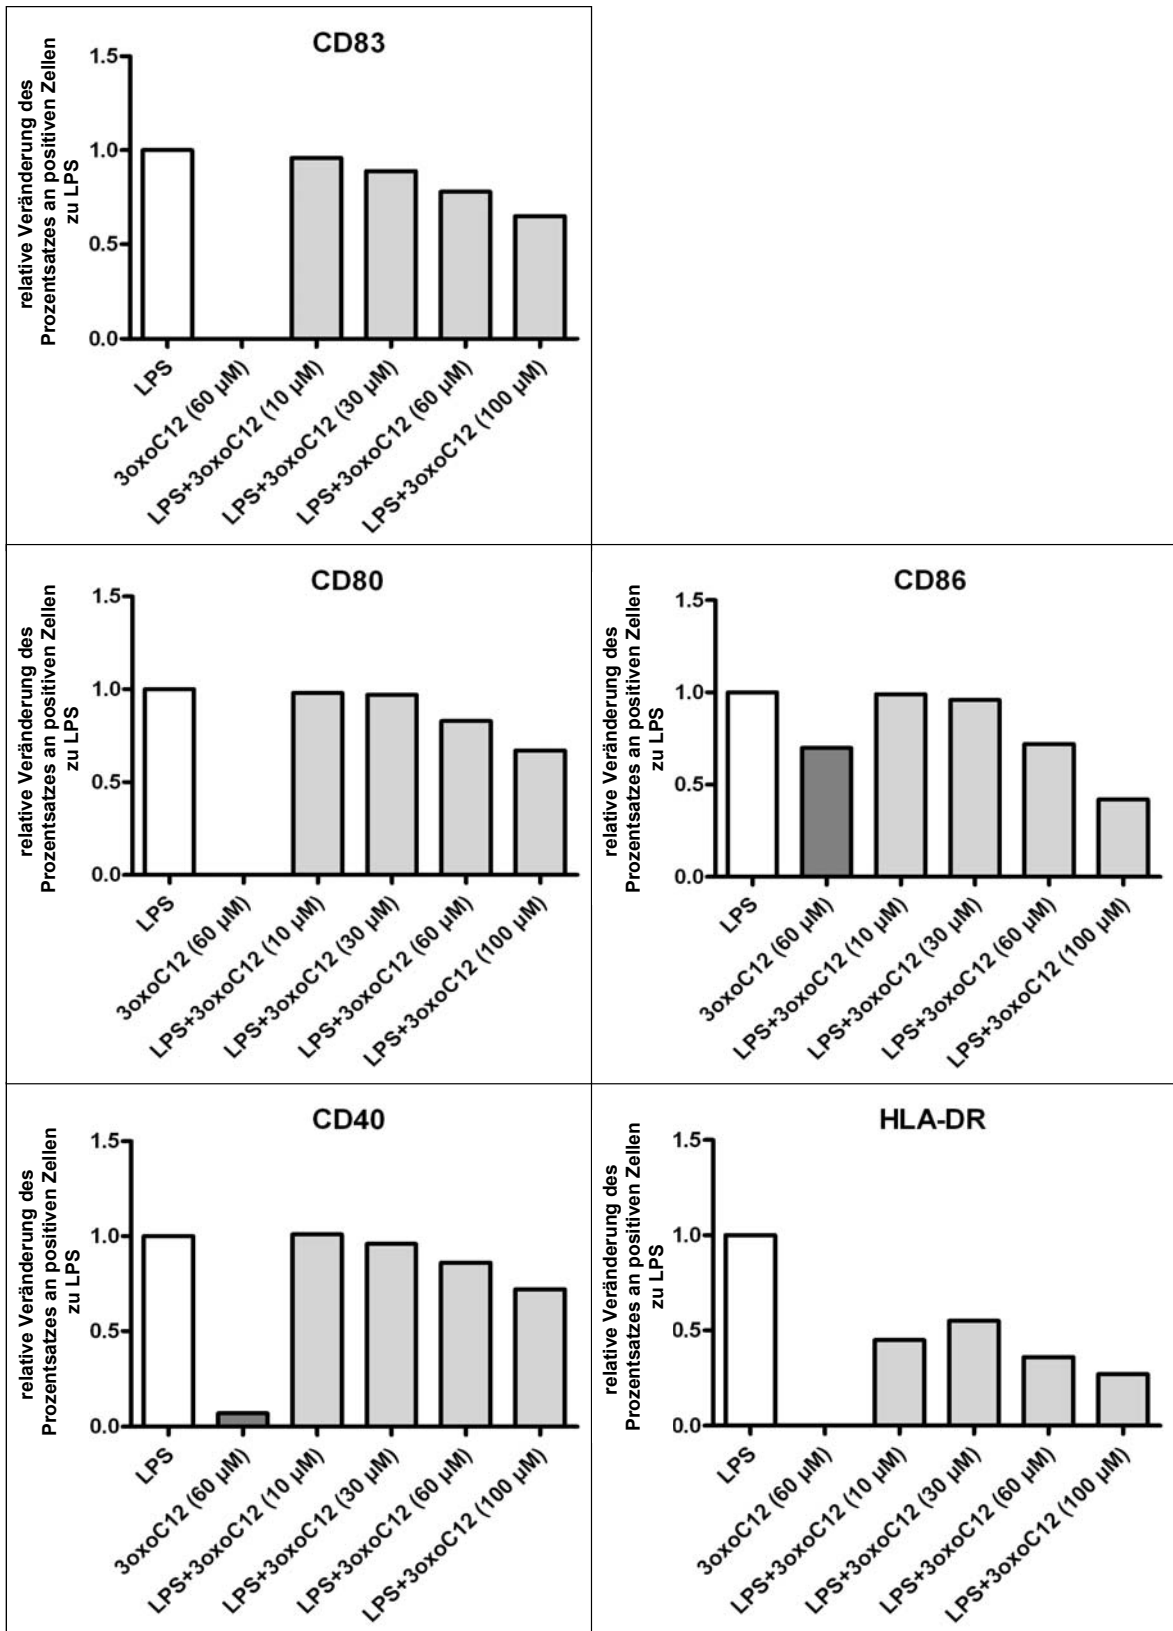 CD83
relative Veränderung des
Prozentsatzes an positiven Zellen
zu LPS
1.5
1.0
0.5
0.0
LPS
3oxoC12 (60 µM)
LPS+3oxoC12 (10 µM)
LPS+3oxoC12 (30 µM)
LPS+3oxoC12 (60 µM)
LPS+3oxoC12 (100 µM)
CD80
relative Veränderung des
Prozentsatzes an positiven Zellen
zu LPS
1.5
1.0
0.5
0.0
LPS
3oxoC12 (60 µM)
LPS+3oxoC12 (10 µM)
LPS+3oxoC12 (30 µM)
LPS+3oxoC12 (60 µM)
LPS+3oxoC12 (100 µM)
CD86
relative Veränderung des
Prozentsatzes an positiven Zellen
zu LPS
1.5
1.0
0.5
0.0
LPS
3oxoC12 (60 µM)
LPS+3oxoC12 (10 µM)
LPS+3oxoC12 (30 µM)
LPS+3oxoC12 (60 µM)
LPS+3oxoC12 (100 µM)
CD40
relative Veränderung des
Prozentsatzes an positiven Zellen
zu LPS
1.5
1.0
0.5
0.0
LPS
3oxoC12 (60 µM)
LPS+3oxoC12 (10 µM)
LPS+3oxoC12 (30 µM)
LPS+3oxoC12 (60 µM)
LPS+3oxoC12 (100 µM)
HLA-DR
relative Veränderung des
Prozentsatzes an positiven Zellen
zu LPS
1.5
1.0
0.5
0.0
LPS
3oxoC12 (60 µM)
LPS+3oxoC12 (10 µM)
LPS+3oxoC12 (30 µM)
LPS+3oxoC12 (60 µM)
LPS+3oxoC12 (100 µM)